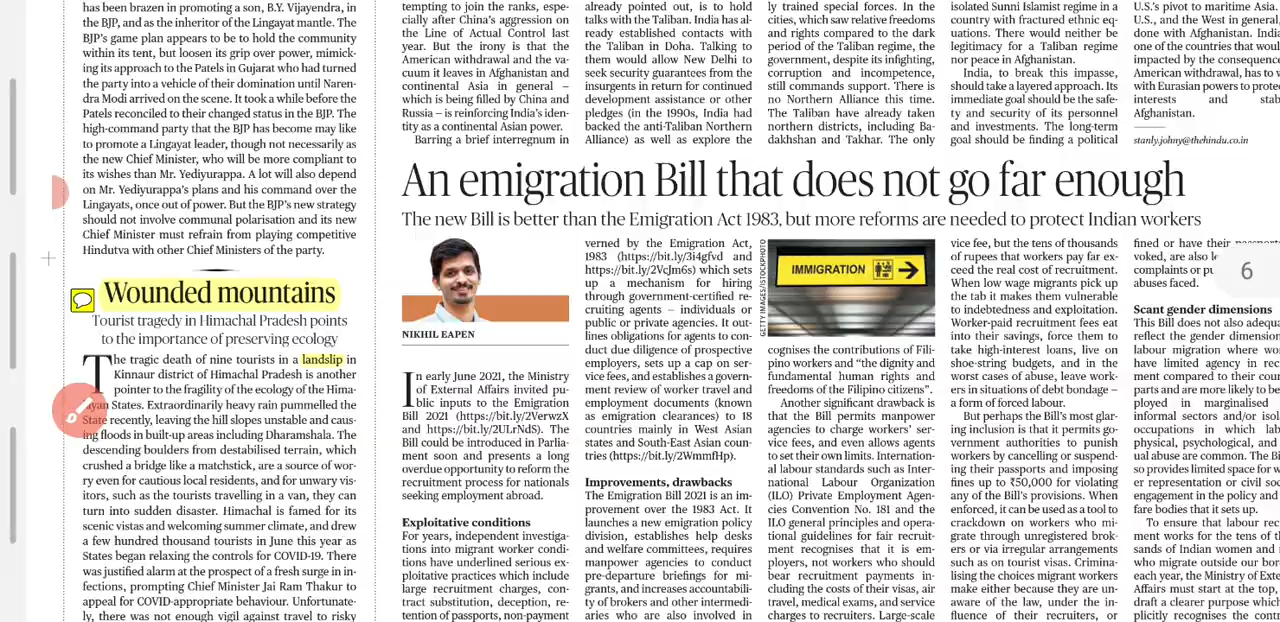 has been brazen in promoting a son, B.Y. Vijayendra, in
the BJP, and as the inheritor of the Lingayat mantle. The
BJP's game plan appears to be to hold the community
within its tent, but loosen its grip over power, mimick-
ing its approach to the Patels in Gujarat who had turned
the party into a vehicle of their domination until Naren-
dra Modi arrived on the scene. It took a while before the
Patels reconciled to their changed status in the BJP. The
high-command party that the BJP has become may like
to promote a Lingayat leader, though not necessarily as
the new Chief Minister, who will be more compliant to
its wishes than Mr. Yediyurappa. A lot will also depend
on Mr. Yediyurappa's plans and his command over the
Lingayats, once out of power. But the BJP's new strategy
should not involve communal polarisation and its new
Chief Minister must refrain from playing competitive
Hindutva with other Chief Ministers of the party.
Wounded mountains
Tourist tragedy in Himachal Pradesh points
to the importance of preserving ecology
The tragic death of nine tourists in a landslip in
Kinnaur district of Himachal Pradesh is another
pointer to the fragility of the ecology of the Hima-
layan States. Extraordinarily heavy rain pummelled the
State recently, leaving the hill slopes unstable and caus-
ing floods in built-up areas including Dharamshala. The
descending boulders from destabilised terrain, which
crushed a bridge like a matchstick, are a source of wor-
ry even for cautious local residents, and for unwary vis-
itors, such as the tourists travelling in a van, they can
turn into sudden disaster. Himachal is famed for its
scenic vistas and welcoming summer climate, and drew
a few hundred thousand tourists in June this year as
States began relaxing the controls for COVID-19. There
was justified alarm at the prospect of a fresh surge in in-
fections, prompting Chief Minister Jai Ram Thakur to
appeal for COVID-appropriate behaviour. Unfortunate-
ly, there was not enough vigil against travel to risky
tempting to join the ranks, esp-
ecially after China's aggression on
the Line of Actual Control last
year. But the irony is that the
American withdrawal and the va-
cuum it leaves in Afghanistan and
continental Asia in general –
which is being filled by China and
Russia – is reinforcing India's iden-
tity as a continental Asian power.
Barring a brief interregnum in
already pointed out, is to hold
talks with the Taliban. India has al-
ready established contacts with
the Taliban in Doha. Talking to
them would allow New Delhi to
seek security guarantees from the
insurgents in return for continued
development assistance or other
pledges (in the 1990s, India had
backed the anti-Taliban Northern
Alliance) as well as explore the
ly trained special forces. In the
cities, which saw relative freedoms
and rights compared to the dark
period of the Taliban regime, the
government, despite its infighting,
corruption and incompetence,
still commands support. There is
no Northern Alliance this time.
The Taliban have already taken
northern districts, including Ba-
dakhshan and Takhar. The only
isolated Sunni Islamist regime in a
country with fractured ethnic eq-
uations. There would neither be
legitimacy for a Taliban regime
nor peace in Afghanistan.
India, to break this impasse,
should take a layered approach. Its
immediate goal should be the safe-
ty and security of its personnel
and investments. The long-term
goal should be finding a political
U.S.'s pivot to maritime Asia.
U.S., and the West in general,
done with Afghanistan. India
one of the countries that would
impacted by the consequence
American withdrawal, has to w
with Eurasian powers to prote
interests and stab
Afghanistan.
stanly.johny@thehindu.co.in
An emigration Bill that does not go far enough
The new Bill is better than the Emigration Act 1983, but more reforms are needed to protect Indian workers
NIKHIL EAPEN
In early June 2021, the Ministry
of External Affairs invited pu-
blic inputs to the Emigration
Bill 2021 (https://bit.ly/2VerwzX
and https://bit.ly/2ULrNdS). The
Bill could be introduced in Parlia-
ment soon and presents a long
overdue opportunity to reform the
recruitment process for nationals
seeking employment abroad.
Exploitative conditions
For years, independent investiga-
tions into migrant worker condi-
tions have underlined serious ex-
ploitative practices which include
large recruitment charges, con-
tract substitution, deception, re-
tention of passports, non-payment
verned by the Emigration Act,
1983 (https://bit.ly/3i4gfvd and
https://bit.ly/2VcJm6s) which sets
up a mechanism for hiring
through government-certified re-
cruiting agents – individuals or
public or private agencies. It out-
lines obligations for agents to con-
duct due diligence of prospective
employers, sets up a cap on ser-
vice fees, and establishes a govern-
ment review of worker travel and
employment documents (known
as emigration clearances) to 18
countries mainly in West Asian
states and South-East Asian coun-
tries (https://bit.ly/2WmmfHp).
Improvements, drawbacks
The Emigration Bill 2021 is an im-
provement over the 1983 Act. It
launches a new emigration policy
division, establishes help desks
and welfare committees, requires
manpower agencies to conduct
pre-departure briefings for mi-
grants, and increases accountabili-
ty of brokers and other intermedi-
aries who are also involved in
GETTY IMAGES/ISTOCKPHOTO
IMMIGRATION
cognises the contributions of Fili-
pino workers and "the dignity and
fundamental human rights and
freedoms of the Filipino citizens".
Another significant drawback is
that the Bill permits manpower
agencies to charge workers' ser-
vice fees, and even allows agents
to set their own limits. Internation-
al labour standards such as Inter-
national Labour Organization
(ILO) Private Employment Agen-
cies Convention No. 181 and the
ILO general principles and opera-
tional guidelines for fair recruit-
ment recognises that it is em-
ployers, not workers who should
bear recruitment payments in-
cluding the costs of their visas, air
travel, medical exams, and service
charges to recruiters. Large-scale
vice fee, but the tens of thousands
of rupees that workers pay far ex-
ceed the real cost of recruitment.
When low wage migrants pick up
the tab it makes them vulnerable
to indebtedness and exploitation.
Worker-paid recruitment fees eat
into their savings, force them to
take high-interest loans, live on
shoe-string budgets, and in the
worst cases of abuse, leave work-
ers in situations of debt bondage –
a form of forced labour.
But perhaps the Bill's most glar-
ing inclusion is that it permits go-
vernment authorities to punish
workers by cancelling or suspend-
ing their passports and imposing
fines up to ₹50,000 for violating
any of the Bill's provisions. When
enforced, it can be used as a tool to
crackdown on workers who mi-
grate through unregistered brok-
ers or via irregular arrangements
such as on tourist visas. Crimina-
lising the choices migrant workers
make either because they are un-
aware of the law, under the in-
fluence of their recruiters, or
fined or have their
voked, are also le
complaints or pu
abuses faced.
6
Scant gender dimensions
This Bill does not also adequa
reflect the gender dimensions
labour migration where wo
have limited agency in recr
ment compared to their cou
parts and are more likely to be
ployed in marginalised
informal sectors and/or isol
occupations in which lab
physical, psychological, and
ual abuse are common. The Bi
so provides limited space for w
er representation or civil soc
engagement in the policy and
fare bodies that it sets up.
To ensure that labour rec
ment works for the tens of th
sands of Indian women and
who migrate outside our bor
each year, the Ministry of Exter
Affairs must start at the top,
draft a clearer purpose which
plicitly recognises the cont